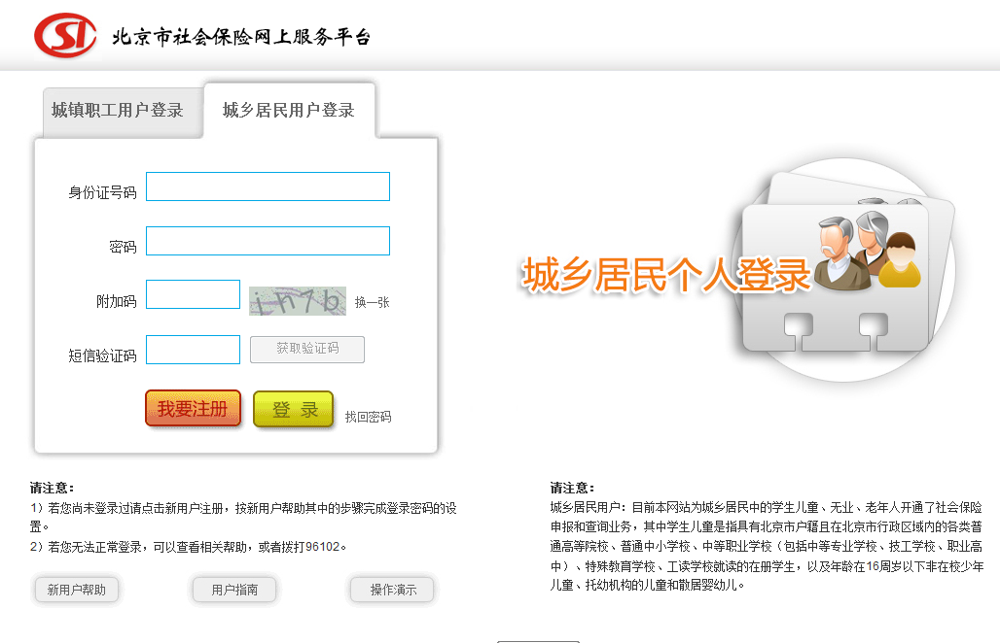 北京市社会保险网上服务平台
城镇职工用户登录
城乡居民用户登录
身份证号码
密码
附加码
in7b
换一张
短信验证码
获取验证码
我要注册
登 录
找回密码
城乡居民个人登录
请注意：
1）若您尚未登录过请点击新用户注册，按新用户帮助其中的步骤完成登录密码的设
置。
2）若您无法正常登录，可以查看相关帮助，或者拨打96102。
新用户帮助
用户指南
操作演示
请注意：
城乡居民用户：目前本网站为城乡居民中的学生儿童、无业、老年人开通了社会保险
申报和查询业务，其中学生儿童是指具有北京市户籍且在北京市行政区域内的各类普
通高等院校、普通中小学校、中等职业学校（包括中等专业学校、技工学校、职业高
中）、特殊教育学校、工读学校就读的在册学生，以及年龄在16周岁以下非在校少年
儿童、托幼机构的儿童和散居婴幼儿。